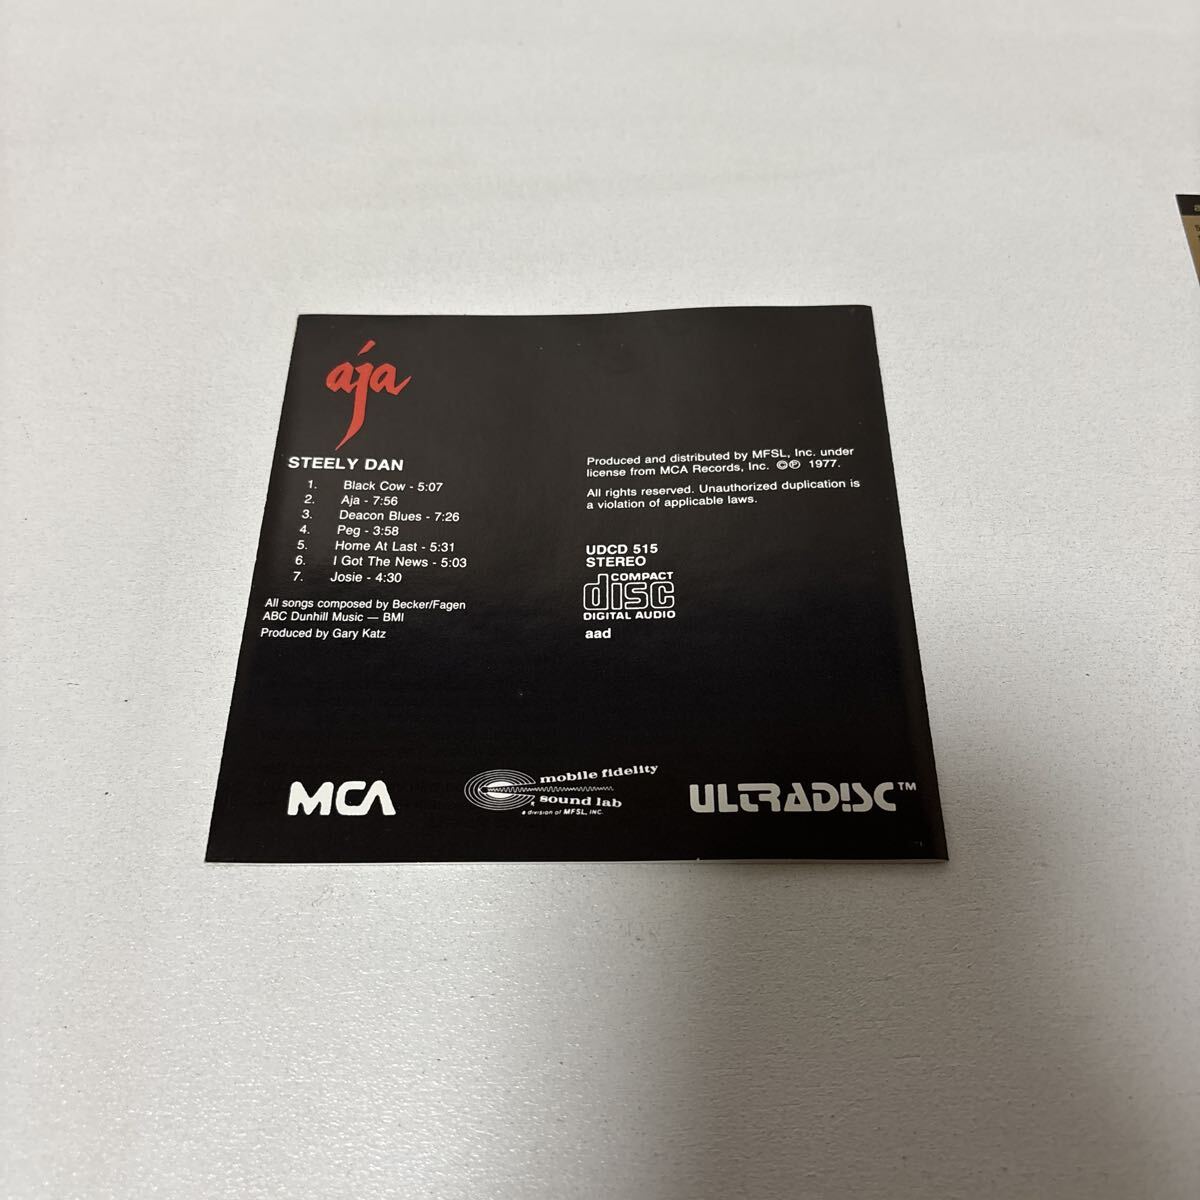 aja
STEELY DAN
1. Black Cow - 5:07
2. Aja - 7:56
3. Deacon Blues - 7:26
4. Peg - 3:58
5. Home At Last - 5:31
6. I Got The News - 5:03
7. Josie - 4:30
All songs composed by Becker/Fagen
ABC Dunhill Music — BMI
Produced by Gary Katz
Produced and distributed by MFSL, Inc. under
license from MCA Records, Inc. ©℗ 1977.
All rights reserved. Unauthorized duplication is
a violation of applicable laws.
UDCD 515
STEREO
COMPACT
disc
DIGITAL AUDIO
aad
MCA
mobile fidelity
sound lab
a division of MFSL, INC.
ULTRADISC™